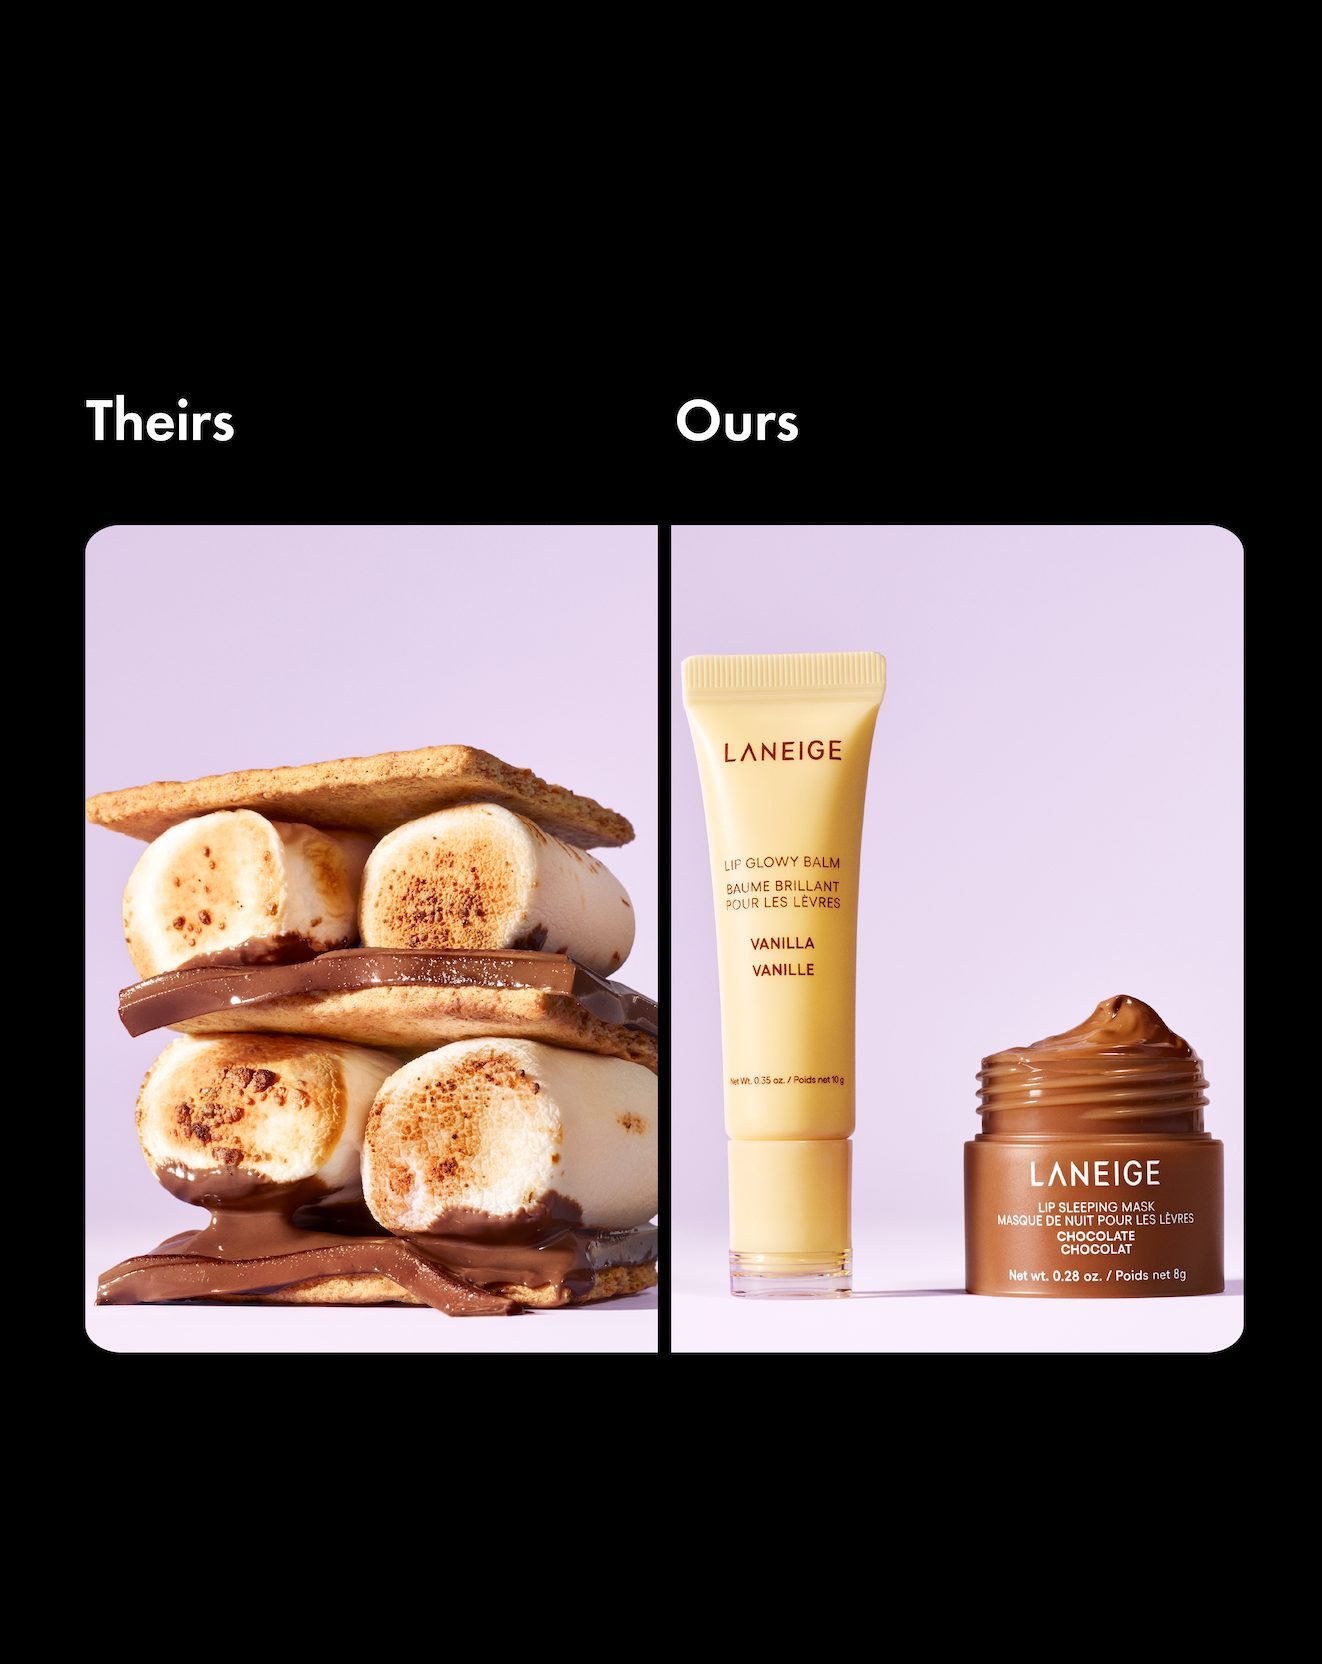 Theirs
Ours
LANEIGE
LIP GLOWY BALM
BAUME BRILLANT
POUR LES LÈVRES
VANILLA
VANILLE
Net Wt. 0.35 oz. / Poids net 10 g
LANEIGE
LIP SLEEPING MASK
MASQUE DE NUIT POUR LES LÈVRES
CHOCOLATE
CHOCOLAT
Net wt. 0.28 oz. / Poids net 8g